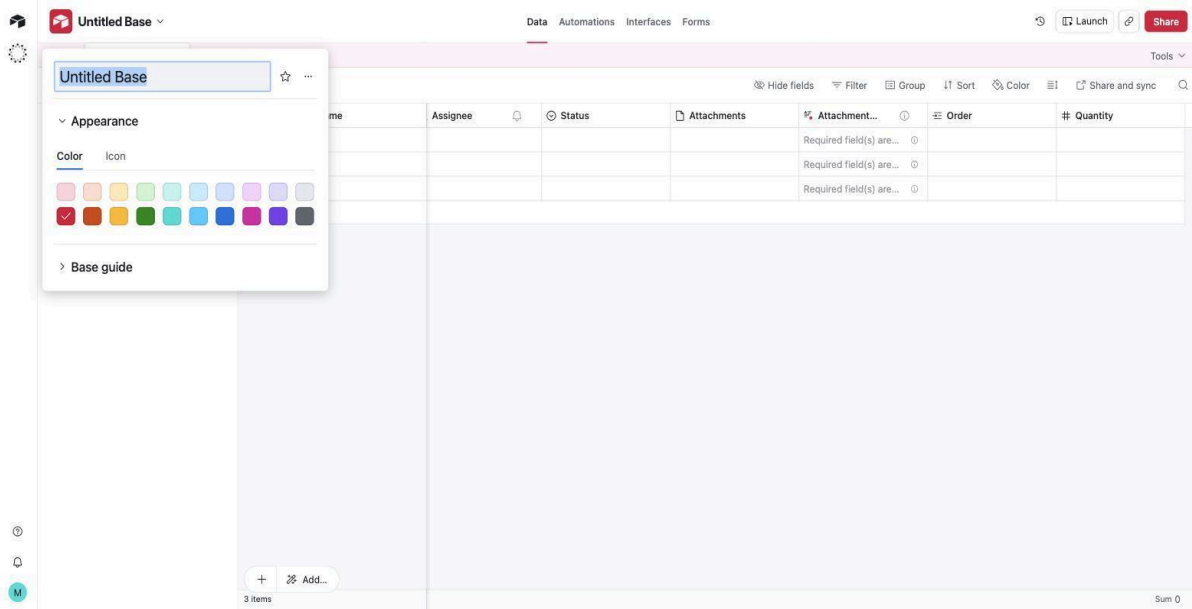 Untitled Base
Data Automations Interfaces Forms
Launch
Share
Tools
Untitled Base
Hide fields Filter Group Sort Color Share and sync
Appearance
Color Icon
Base guide
me Assignee Status Attachments Attachment... Order Quantity
Required field(s) are...
Required field(s) are...
Required field(s) are...
+ Add...
3 items
Sum 0
M